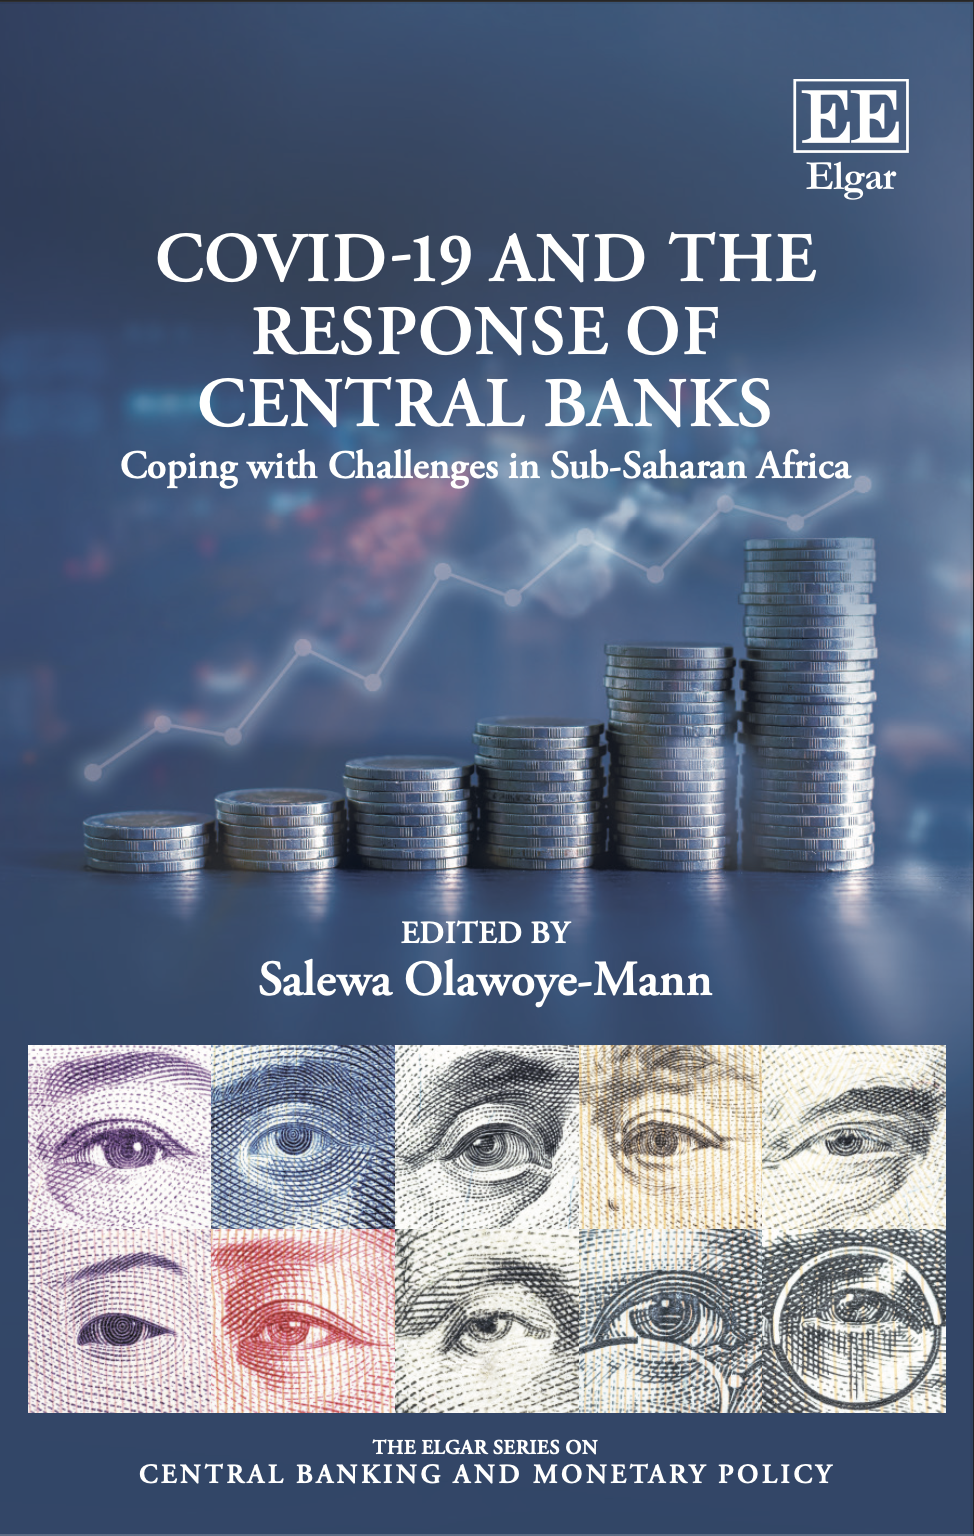 EE
Elgar
COVID-19 AND THE
RESPONSE OF
CENTRAL BANKS
Coping with Challenges in Sub-Saharan Africa
EDITED BY
Salewa Olawoye-Mann
THE ELGAR SERIES ON
CENTRAL BANKING AND MONETARY POLICY